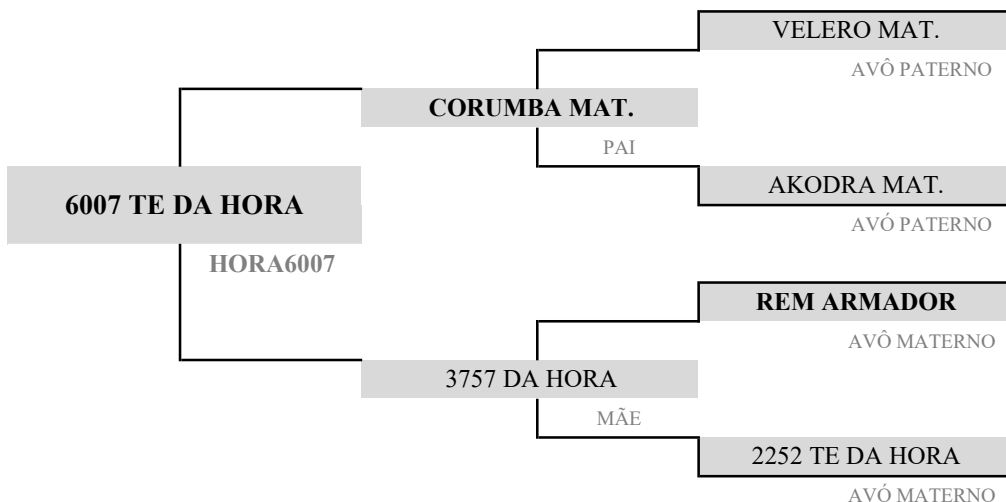 VELERO MAT.
AVÔ PATERNO
CORUMBA MAT.
PAI
AKODRA MAT.
AVÓ PATERNO
6007 TE DA HORA
HORA6007
REM ARMADOR
AVÔ MATERNO
3757 DA HORA
MÃE
2252 TE DA HORA
AVÓ MATERNO